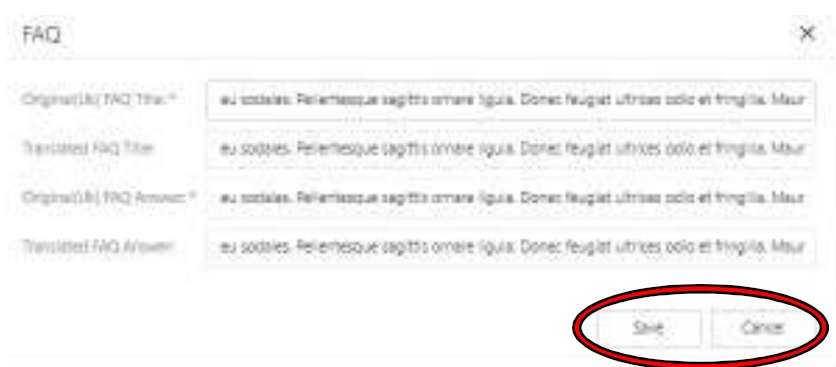 FAQ
Original(Uk) FAQ Title: *
eu sodales. Pellentesque sagittis ornare ligula. Donec feugiat ultrices odio et fringilla. Maur
Translated FAQ Title:
eu sodales. Pellentesque sagittis ornare ligula. Donec feugiat ultrices odio et fringilla. Maur
Original(Uk) FAQ Answer: *
eu sodales. Pellentesque sagittis ornare ligula. Donec feugiat ultrices odio et fringilla. Maur
Translated FAQ Answer:
eu sodales. Pellentesque sagittis ornare ligula. Donec feugiat ultrices odio et fringilla. Maur
Save
Cancel